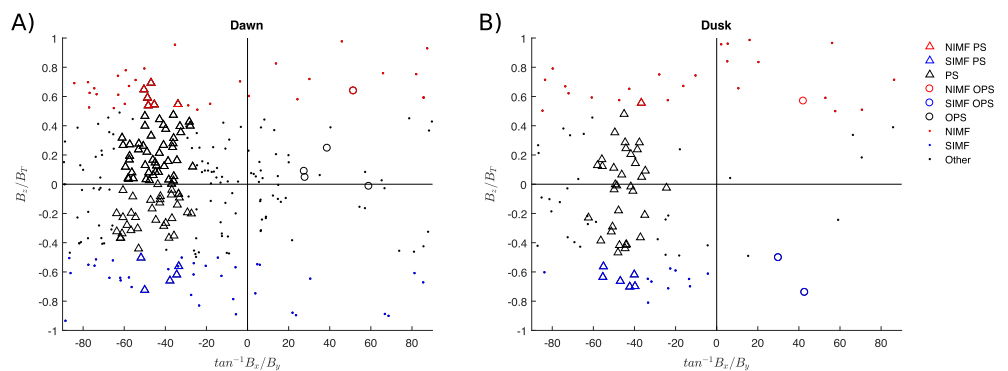 A)
Dawn
1
0.8
0.6
0.4
0.2
0
-0.2
-0.4
-0.6
-0.8
-1
B_z/B_T
-80 -60 -40 -20 0 20 40 60 80
tan^{-1}B_x/B_y
B)
Dusk
1
0.8
0.6
0.4
0.2
0
-0.2
-0.4
-0.6
-0.8
-1
B_z/B_T
-80 -60 -40 -20 0 20 40 60 80
tan^{-1}B_x/B_y
NIMF PS
SIMF PS
PS
NIMF OPS
SIMF OPS
OPS
NIMF
SIMF
Other